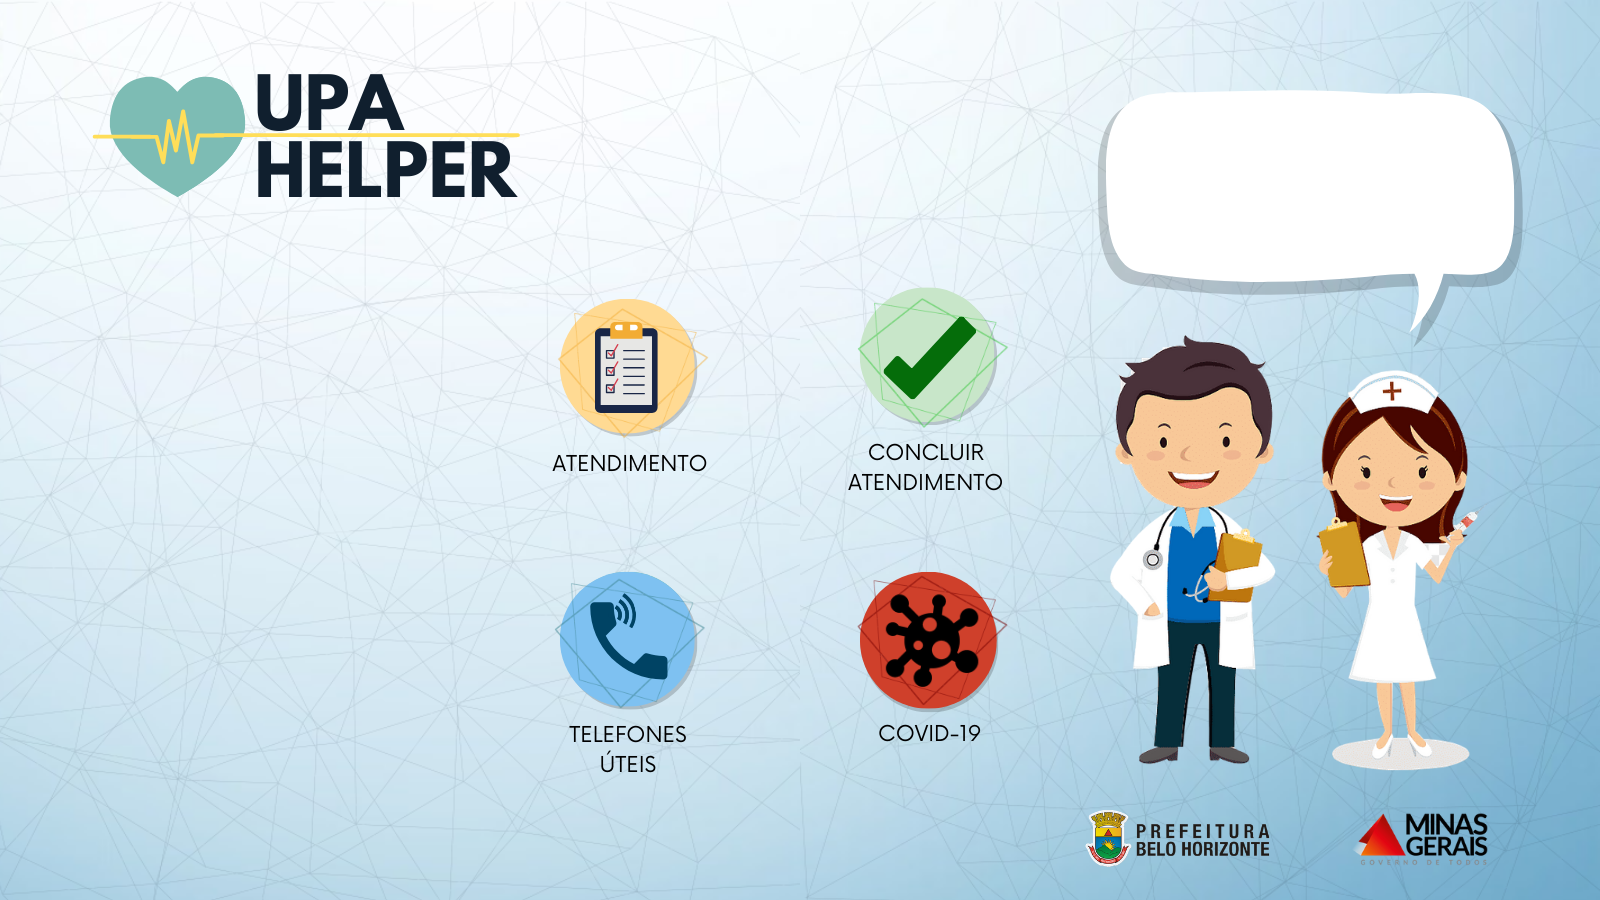 UPA
HELPER
ATENDIMENTO
CONCLUIR
ATENDIMENTO
TELEFONES
ÚTEIS
COVID-19
PREFEITURA
BELO HORIZONTE
MINAS
GERAIS
GOVERNO DE TODOS